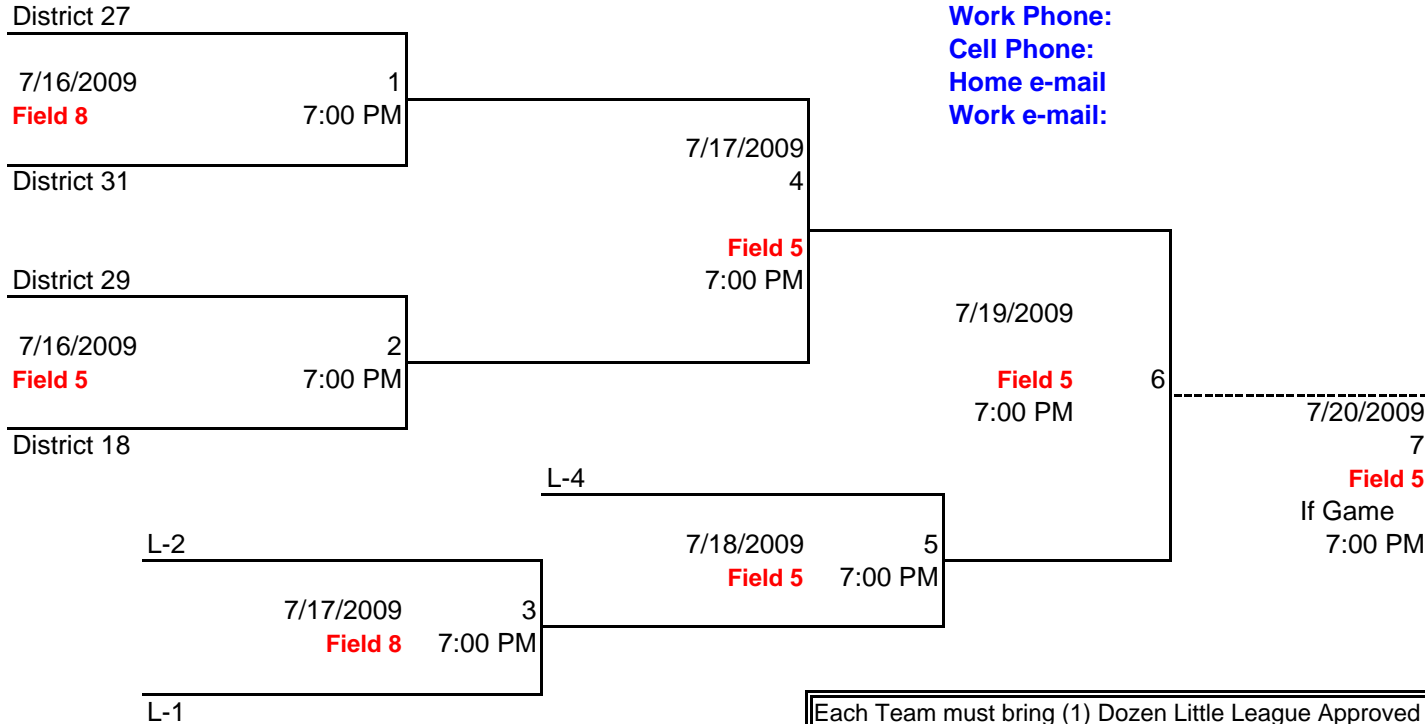 District 27
Work Phone:
Cell Phone:
Home e-mail
Work e-mail:
7/16/2009 1
Field 8 7:00 PM
District 31
7/17/2009
4
Field 5
7:00 PM
District 29
7/16/2009 2
Field 5 7:00 PM
District 18
7/19/2009
Field 5 6
7:00 PM
7/20/2009
7
Field 5
If Game
7:00 PM
L-4
7/18/2009 5
Field 5 7:00 PM
L-2
7/17/2009 3
Field 8 7:00 PM
L-1
Each Team must bring (1) Dozen Little League Approved